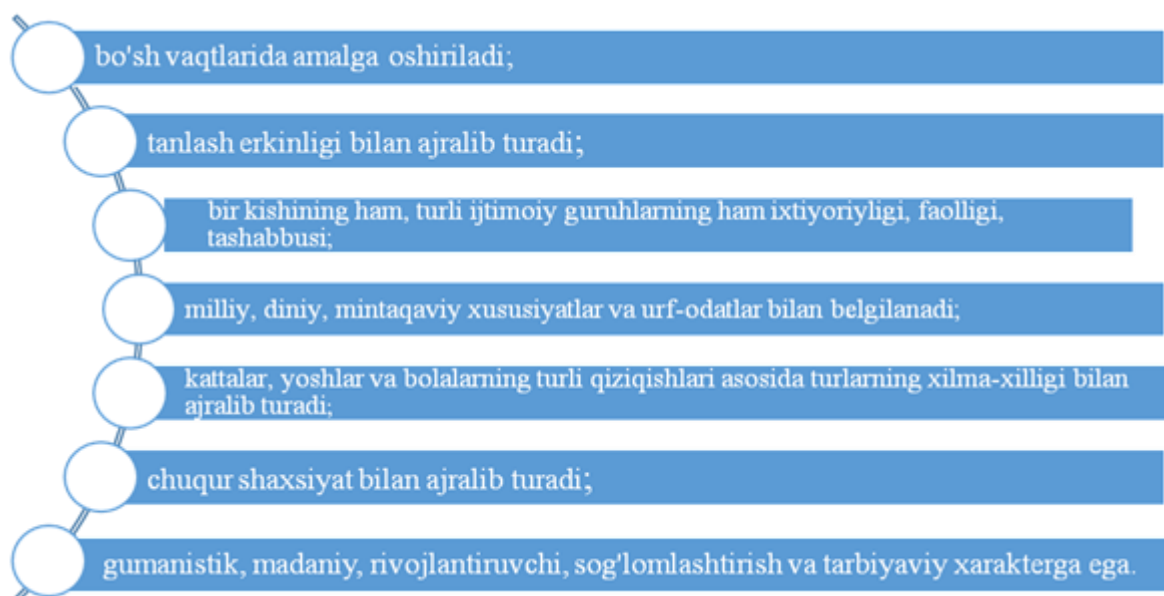 bo'sh vaqtlarida amalga oshiriladi;
tanlash erkinligi bilan ajralib turadi;
bir kishining ham, turli ijtimoiy guruhlarning ham ixtiyoriyligi, faolligi,
tashabbusi;
milliy, diniy, mintaqaviy xususiyatlar va urf-odatlar bilan belgilanadi;
kattalar, yoshlar va bolalarning turli qiziqishlari asosida turlarning xilma-xilligi bilan
ajralib turadi;
chuqur shaxsiyat bilan ajralib turadi;
gumanistik, madaniy, rivojlantiruvchi, sog'lomlashtirish va tarbiyaviy xarakterga ega.